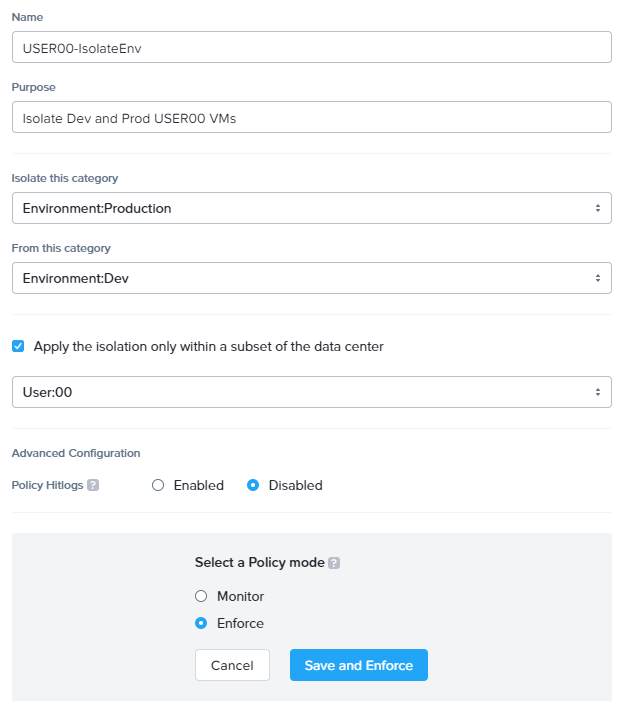 Name
USER00-IsolateEnv
Purpose
Isolate Dev and Prod USER00 VMs
Isolate this category
Environment:Production
From this category
Environment:Dev
Apply the isolation only within a subset of the data center
User:00
Advanced Configuration
Policy Hitlogs ? Enabled Disabled
Select a Policy mode ?
Monitor
Enforce
Cancel Save and Enforce